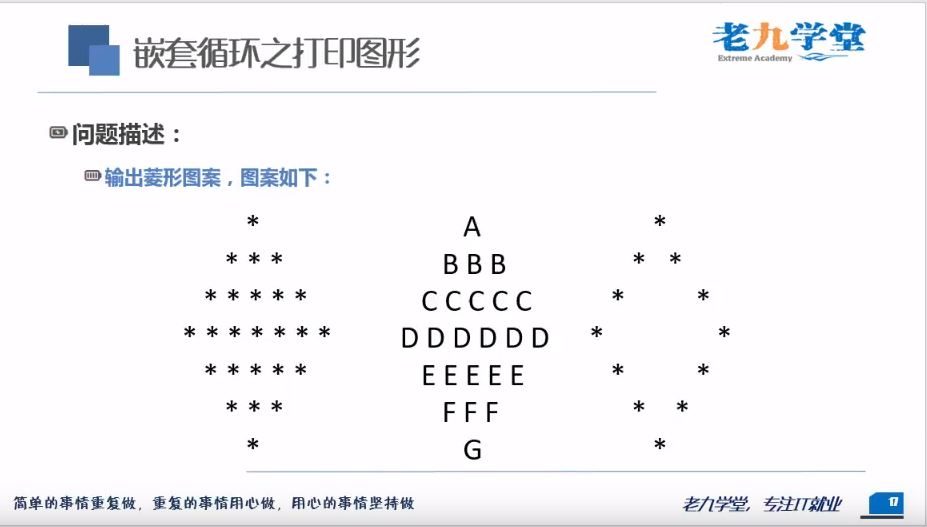 嵌套循环之打印图形
老九学堂
Extreme Academy
问题描述：
输出菱形图案，图案如下：
* A *
* * * B B B * *
* * * * * C C C C C * *
* * * * * * * D D D D D D * *
* * * * * E E E E E * *
* * * F F F * *
* G *
简单的事情重复做，重复的事情用心做，用心的事情坚持做
老九学堂，专注IT就业
17